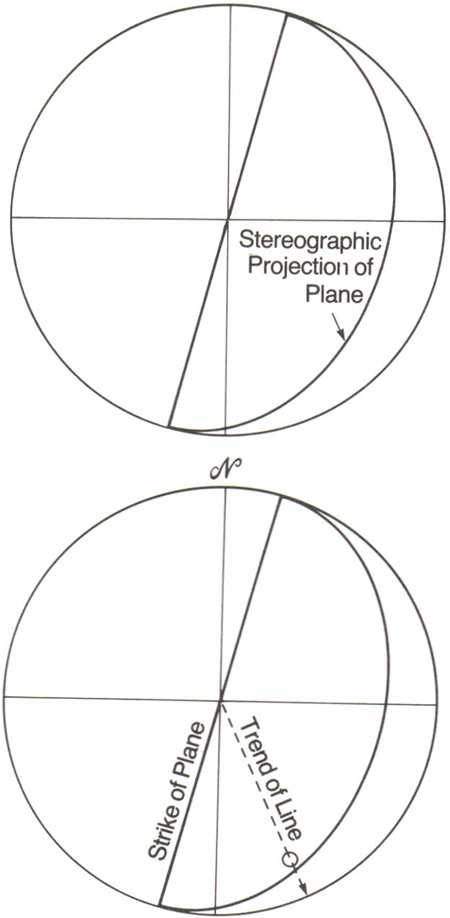 Stereographic
Projection of
Plane
N
Strike of Plane
Trend of Line